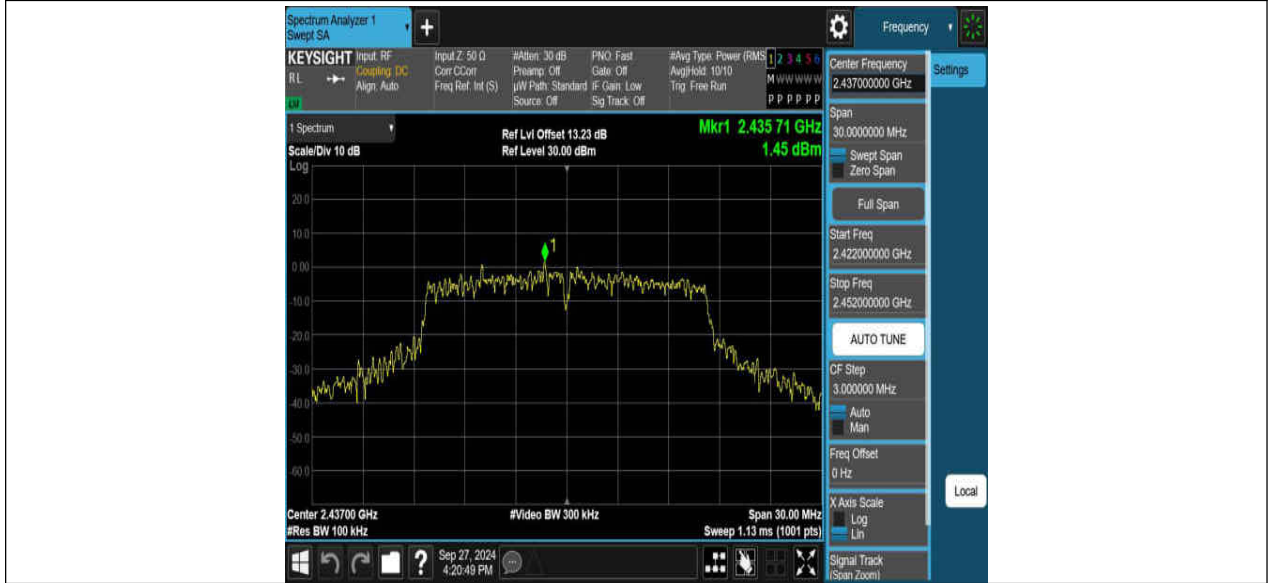 Spectrum Analyzer 1
Swept SA
+
Frequency
KEYSIGHT
RL
LU
Input: RF
Coupling: DC
Align: Auto
Input Z: 50 Ω
Corr CCorr
Freq Ref: Int (S)
#Atten: 30 dB
Preamp: Off
µW Path: Standard
Source: Off
PNO: Fast
Gate: Off
IF Gain: Low
Sig Track: Off
#Avg Type: Power (RMS
Avg|Hold: 10/10
Trig: Free Run
1 2 3 4 5 6
M W W W W W
P P P P P P
Center Frequency
2.437000000 GHz
Settings
Span
30.0000000 MHz
Swept Span
Zero Span
Full Span
Start Freq
2.422000000 GHz
Stop Freq
2.452000000 GHz
AUTO TUNE
CF Step
3.000000 MHz
Auto
Man
Freq Offset
0 Hz
X Axis Scale
Log
Lin
Signal Track
(Span Zoom)
Local
1 Spectrum
Scale/Div 10 dB
Ref Lvl Offset 13.23 dB
Ref Level 30.00 dBm
Mkr1 2.435 71 GHz
1.45 dBm
Log
20.0
10.0
0.00
-10.0
-20.0
-30.0
-40.0
-50.0
-60.0
1
Center 2.43700 GHz
#Res BW 100 kHz
#Video BW 300 kHz
Span 30.00 MHz
Sweep 1.13 ms (1001 pts)
?
Sep 27, 2024
4:20:49 PM